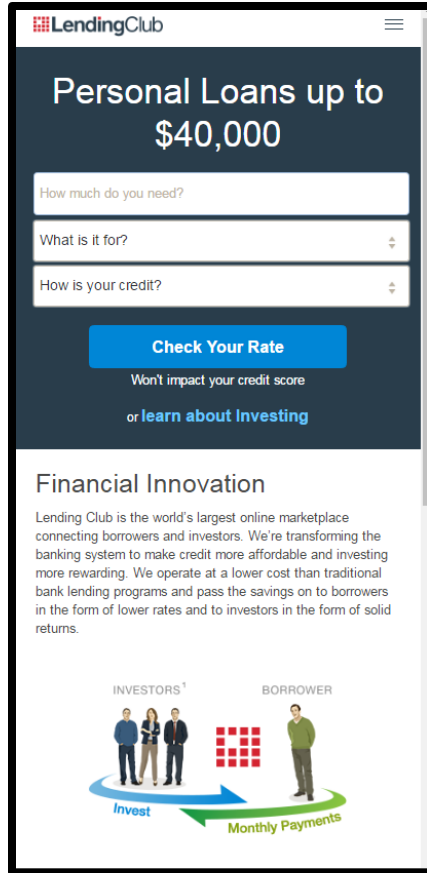 LendingClub
Personal Loans up to
$40,000
How much do you need?
What is it for?
How is your credit?
Check Your Rate
Won't impact your credit score
or learn about Investing
Financial Innovation
Lending Club is the world's largest online marketplace
connecting borrowers and investors. We're transforming the
banking system to make credit more affordable and investing
more rewarding. We operate at a lower cost than traditional
bank lending programs and pass the savings on to borrowers
in the form of lower rates and to investors in the form of solid
returns.
INVESTORS¹ BORROWER
Invest
Monthly Payments